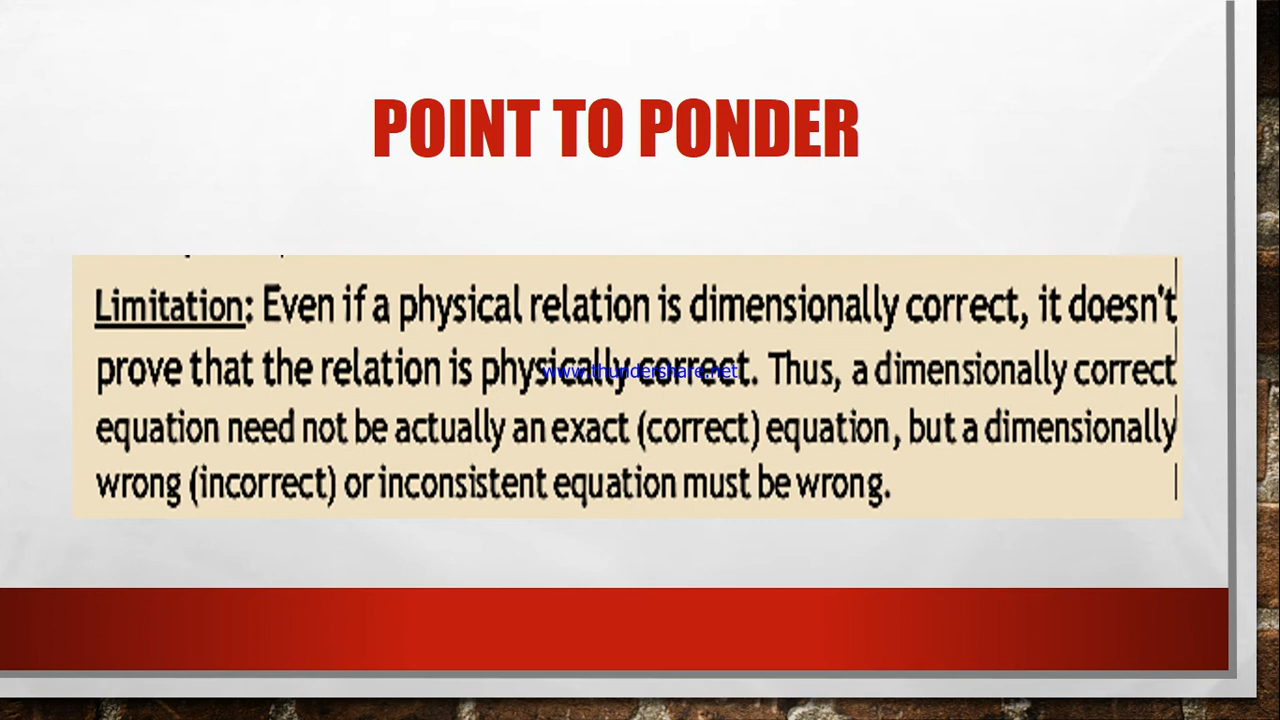 POINT TO PONDER
Limitation: Even if a physical relation is dimensionally correct, it doesn't
prove that the relation is physically correct. Thus, a dimensionally correct
www.thundershare.net
equation need not be actually an exact (correct) equation, but a dimensionally
wrong (incorrect) or inconsistent equation must be wrong.